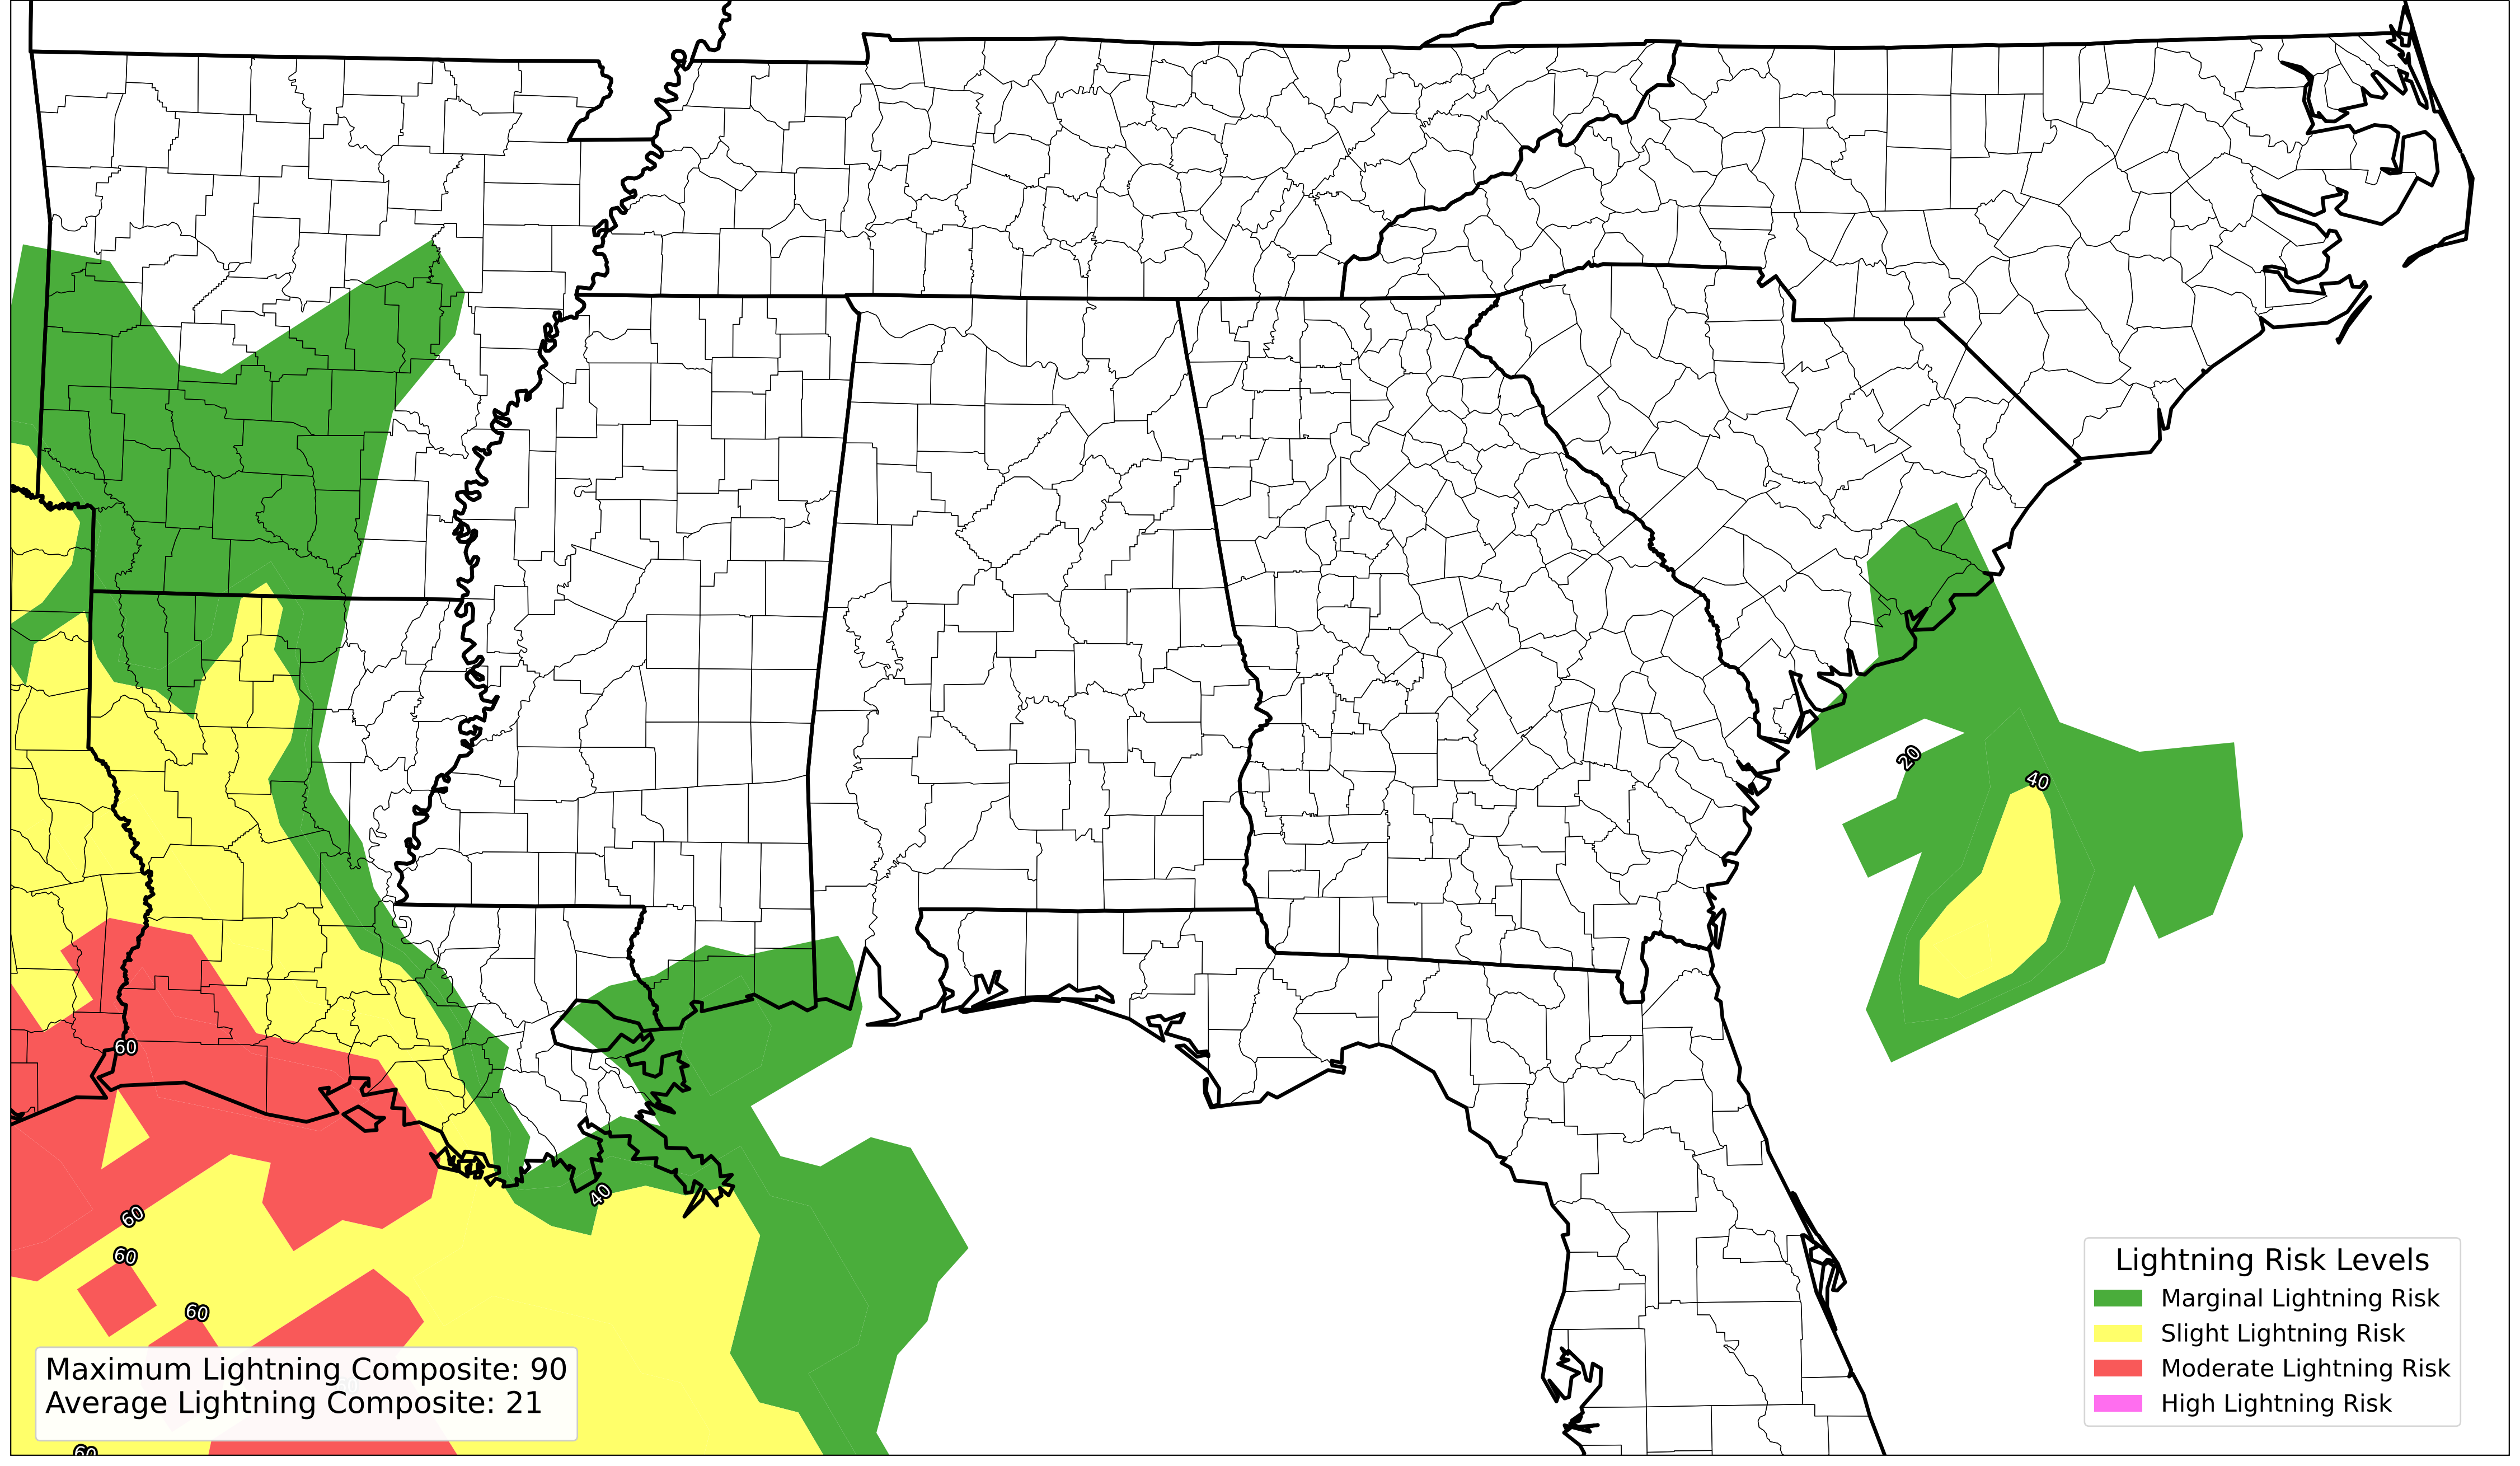 20
40
60
40
60
60
60
60
Maximum Lightning Composite: 90
Average Lightning Composite: 21
Lightning Risk Levels
Marginal Lightning Risk
Slight Lightning Risk
Moderate Lightning Risk
High Lightning Risk